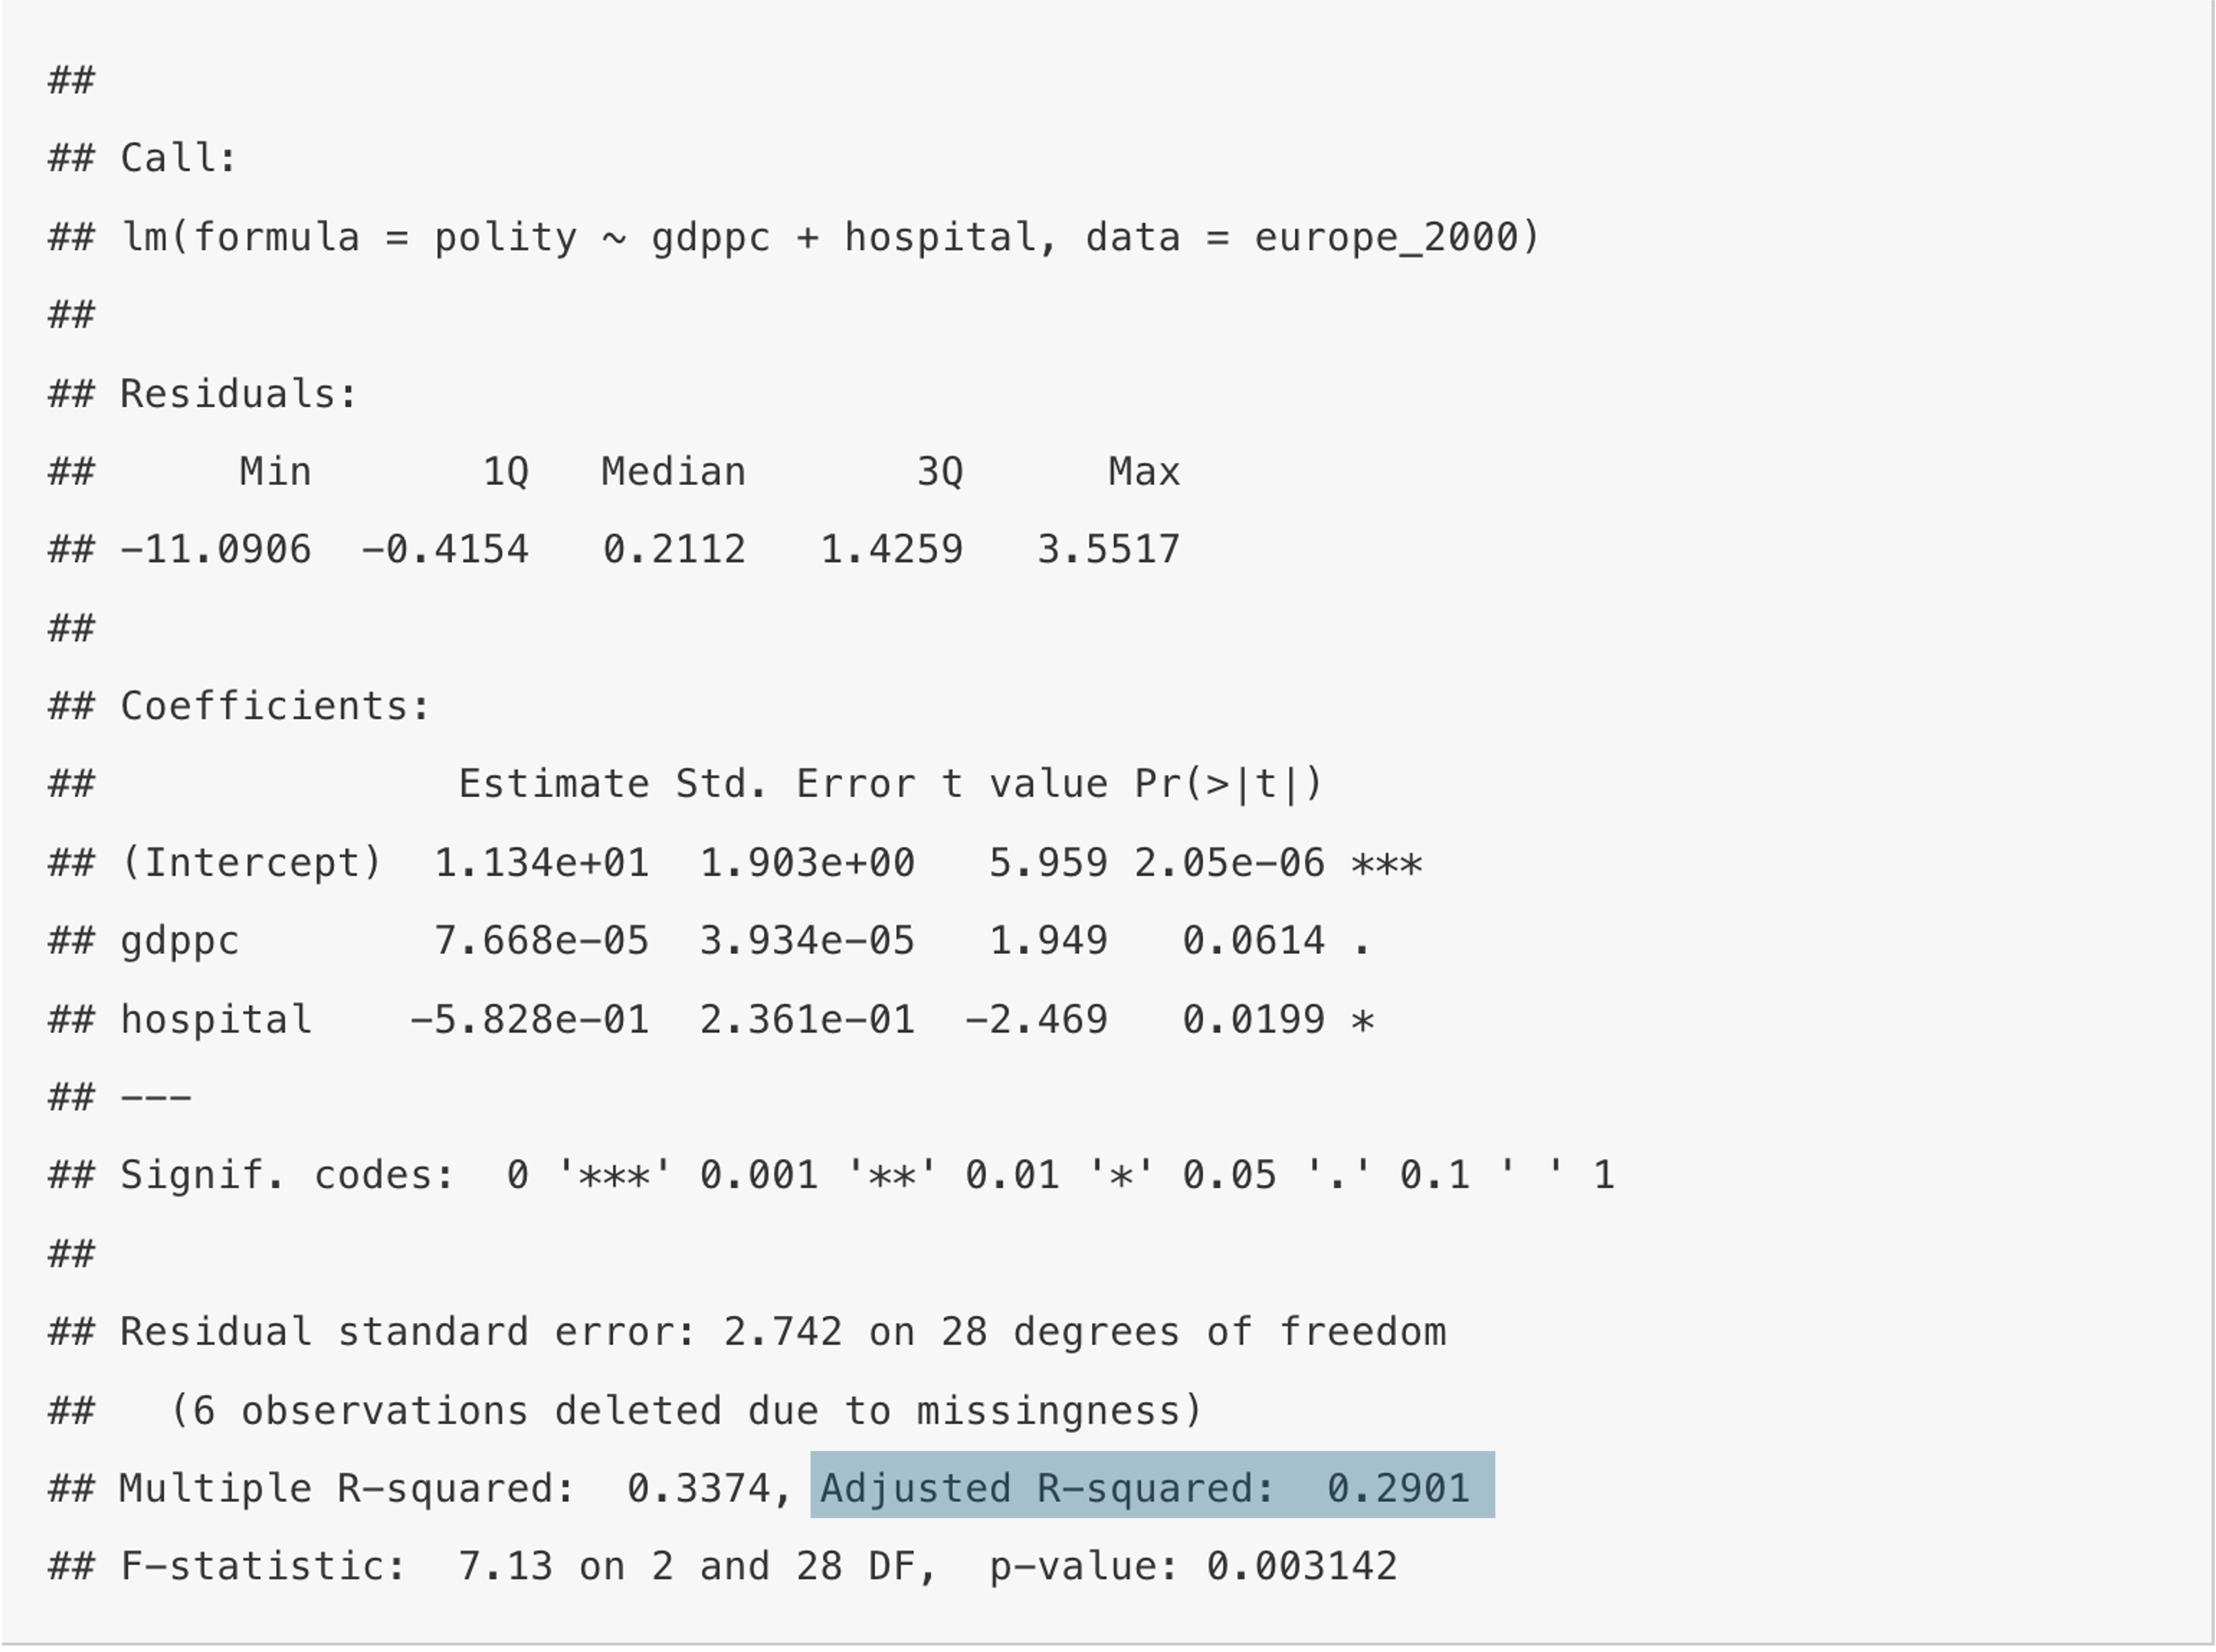 ##
## Call:
## lm(formula = polity ~ gdppc + hospital, data = europe_2000)
##
## Residuals:
##      Min       1Q   Median       3Q      Max
## -11.0906  -0.4154   0.2112   1.4259   3.5517
##
## Coefficients:
##               Estimate Std. Error t value Pr(>|t|)
## (Intercept)  1.134e+01  1.903e+00   5.959 2.05e-06 ***
## gdppc        7.668e-05  3.934e-05   1.949   0.0614 .
## hospital    -5.828e-01  2.361e-01  -2.469   0.0199 *
## ---
## Signif. codes:  0 '***' 0.001 '**' 0.01 '*' 0.05 '.' 0.1 ' ' 1
##
## Residual standard error: 2.742 on 28 degrees of freedom
##   (6 observations deleted due to missingness)
## Multiple R-squared:  0.3374, Adjusted R-squared:  0.2901
## F-statistic:  7.13 on 2 and 28 DF,  p-value: 0.003142